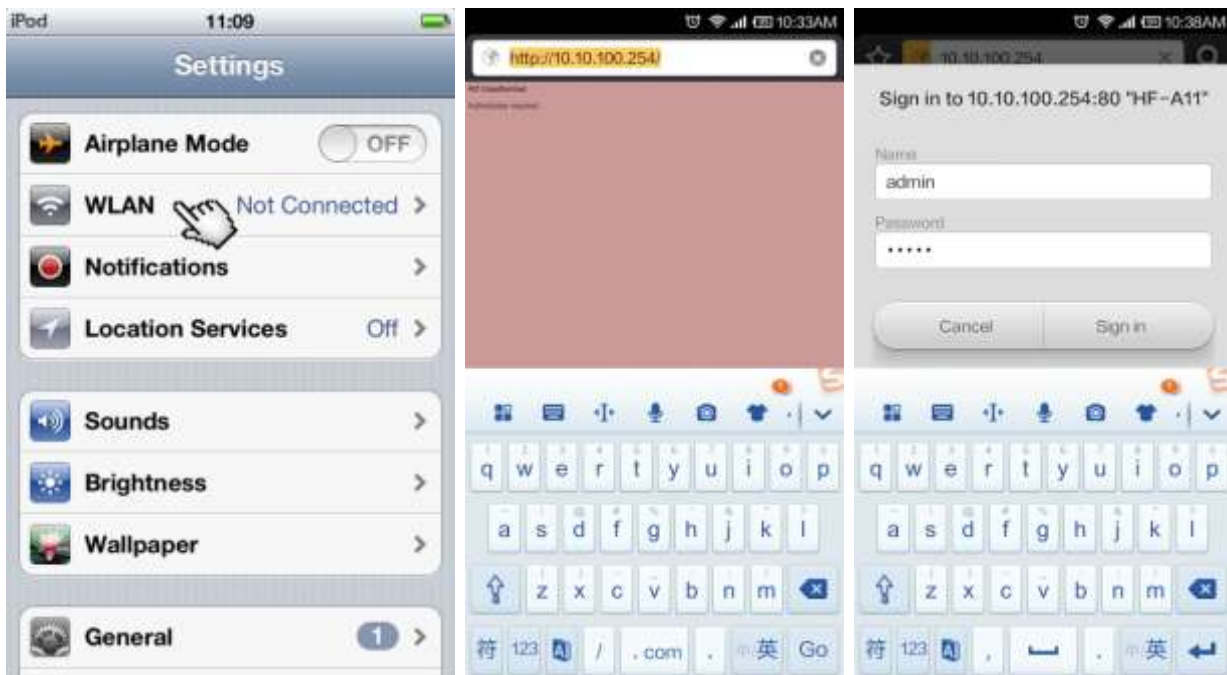 iPod 11:09
Settings
Airplane Mode OFF
WLAN Not Connected
Notifications
Location Services Off
Sounds
Brightness
Wallpaper
General 1
10:33AM
http://10.10.100.254/
q w e r t y u i o p
a s d f g h j k l
z x c v b n m
符 123 / .com . 中英 Go
10:38AM
10.10.100.254
Sign in to 10.10.100.254:80 "HF-A11"
Name
admin
Password
•••••
Cancel Sign in
q w e r t y u i o p
a s d f g h j k l
z x c v b n m
符 123 , . 中英